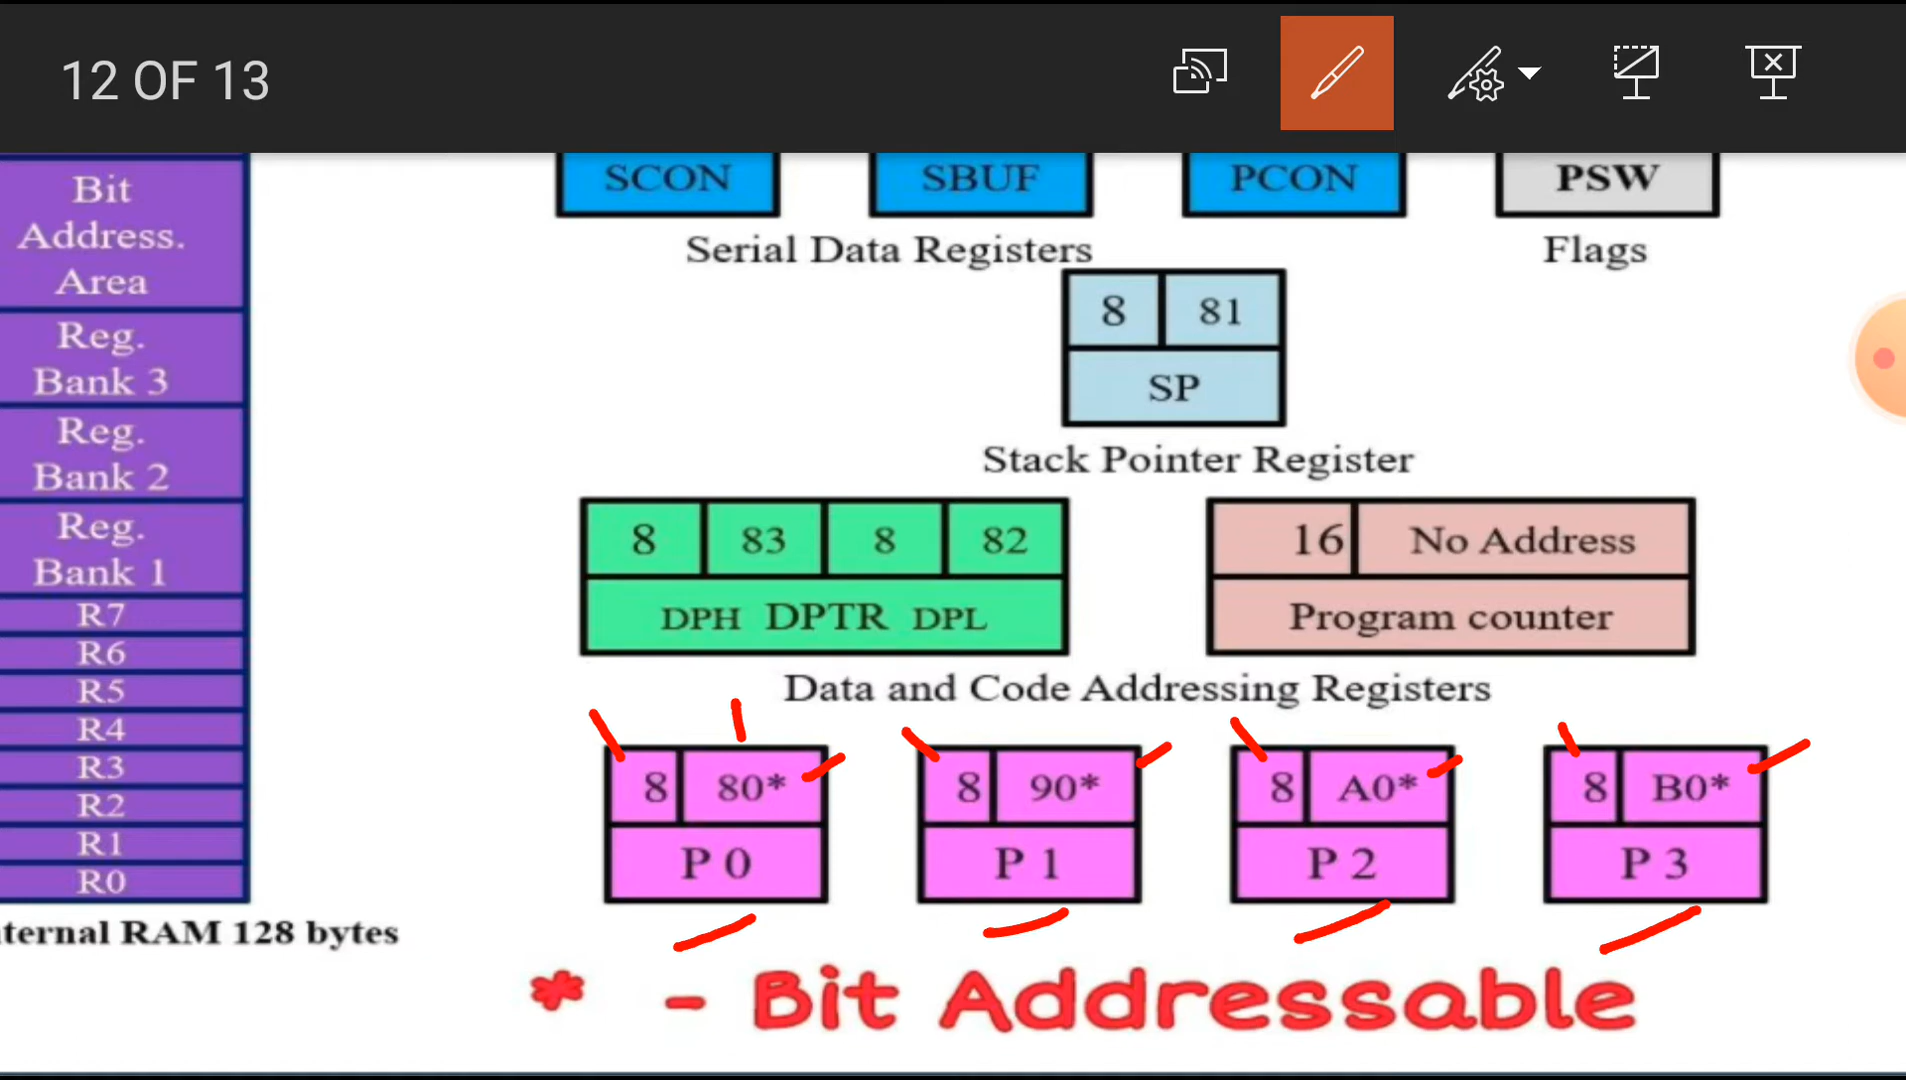 12 OF 13
SCON SBUF PCON PSW
Serial Data Registers Flags
8 81
SP
Stack Pointer Register
8 83 8 82
DPH DPTR DPL
16 No Address
Program counter
Data and Code Addressing Registers
8 80* 8 90* 8 A0* 8 B0*
P 0 P 1 P 2 P 3
* - Bit Addressable
Bit
Address.
Area
Reg.
Bank 3
Reg.
Bank 2
Reg.
Bank 1
R7
R6
R5
R4
R3
R2
R1
R0
ternal RAM 128 bytes